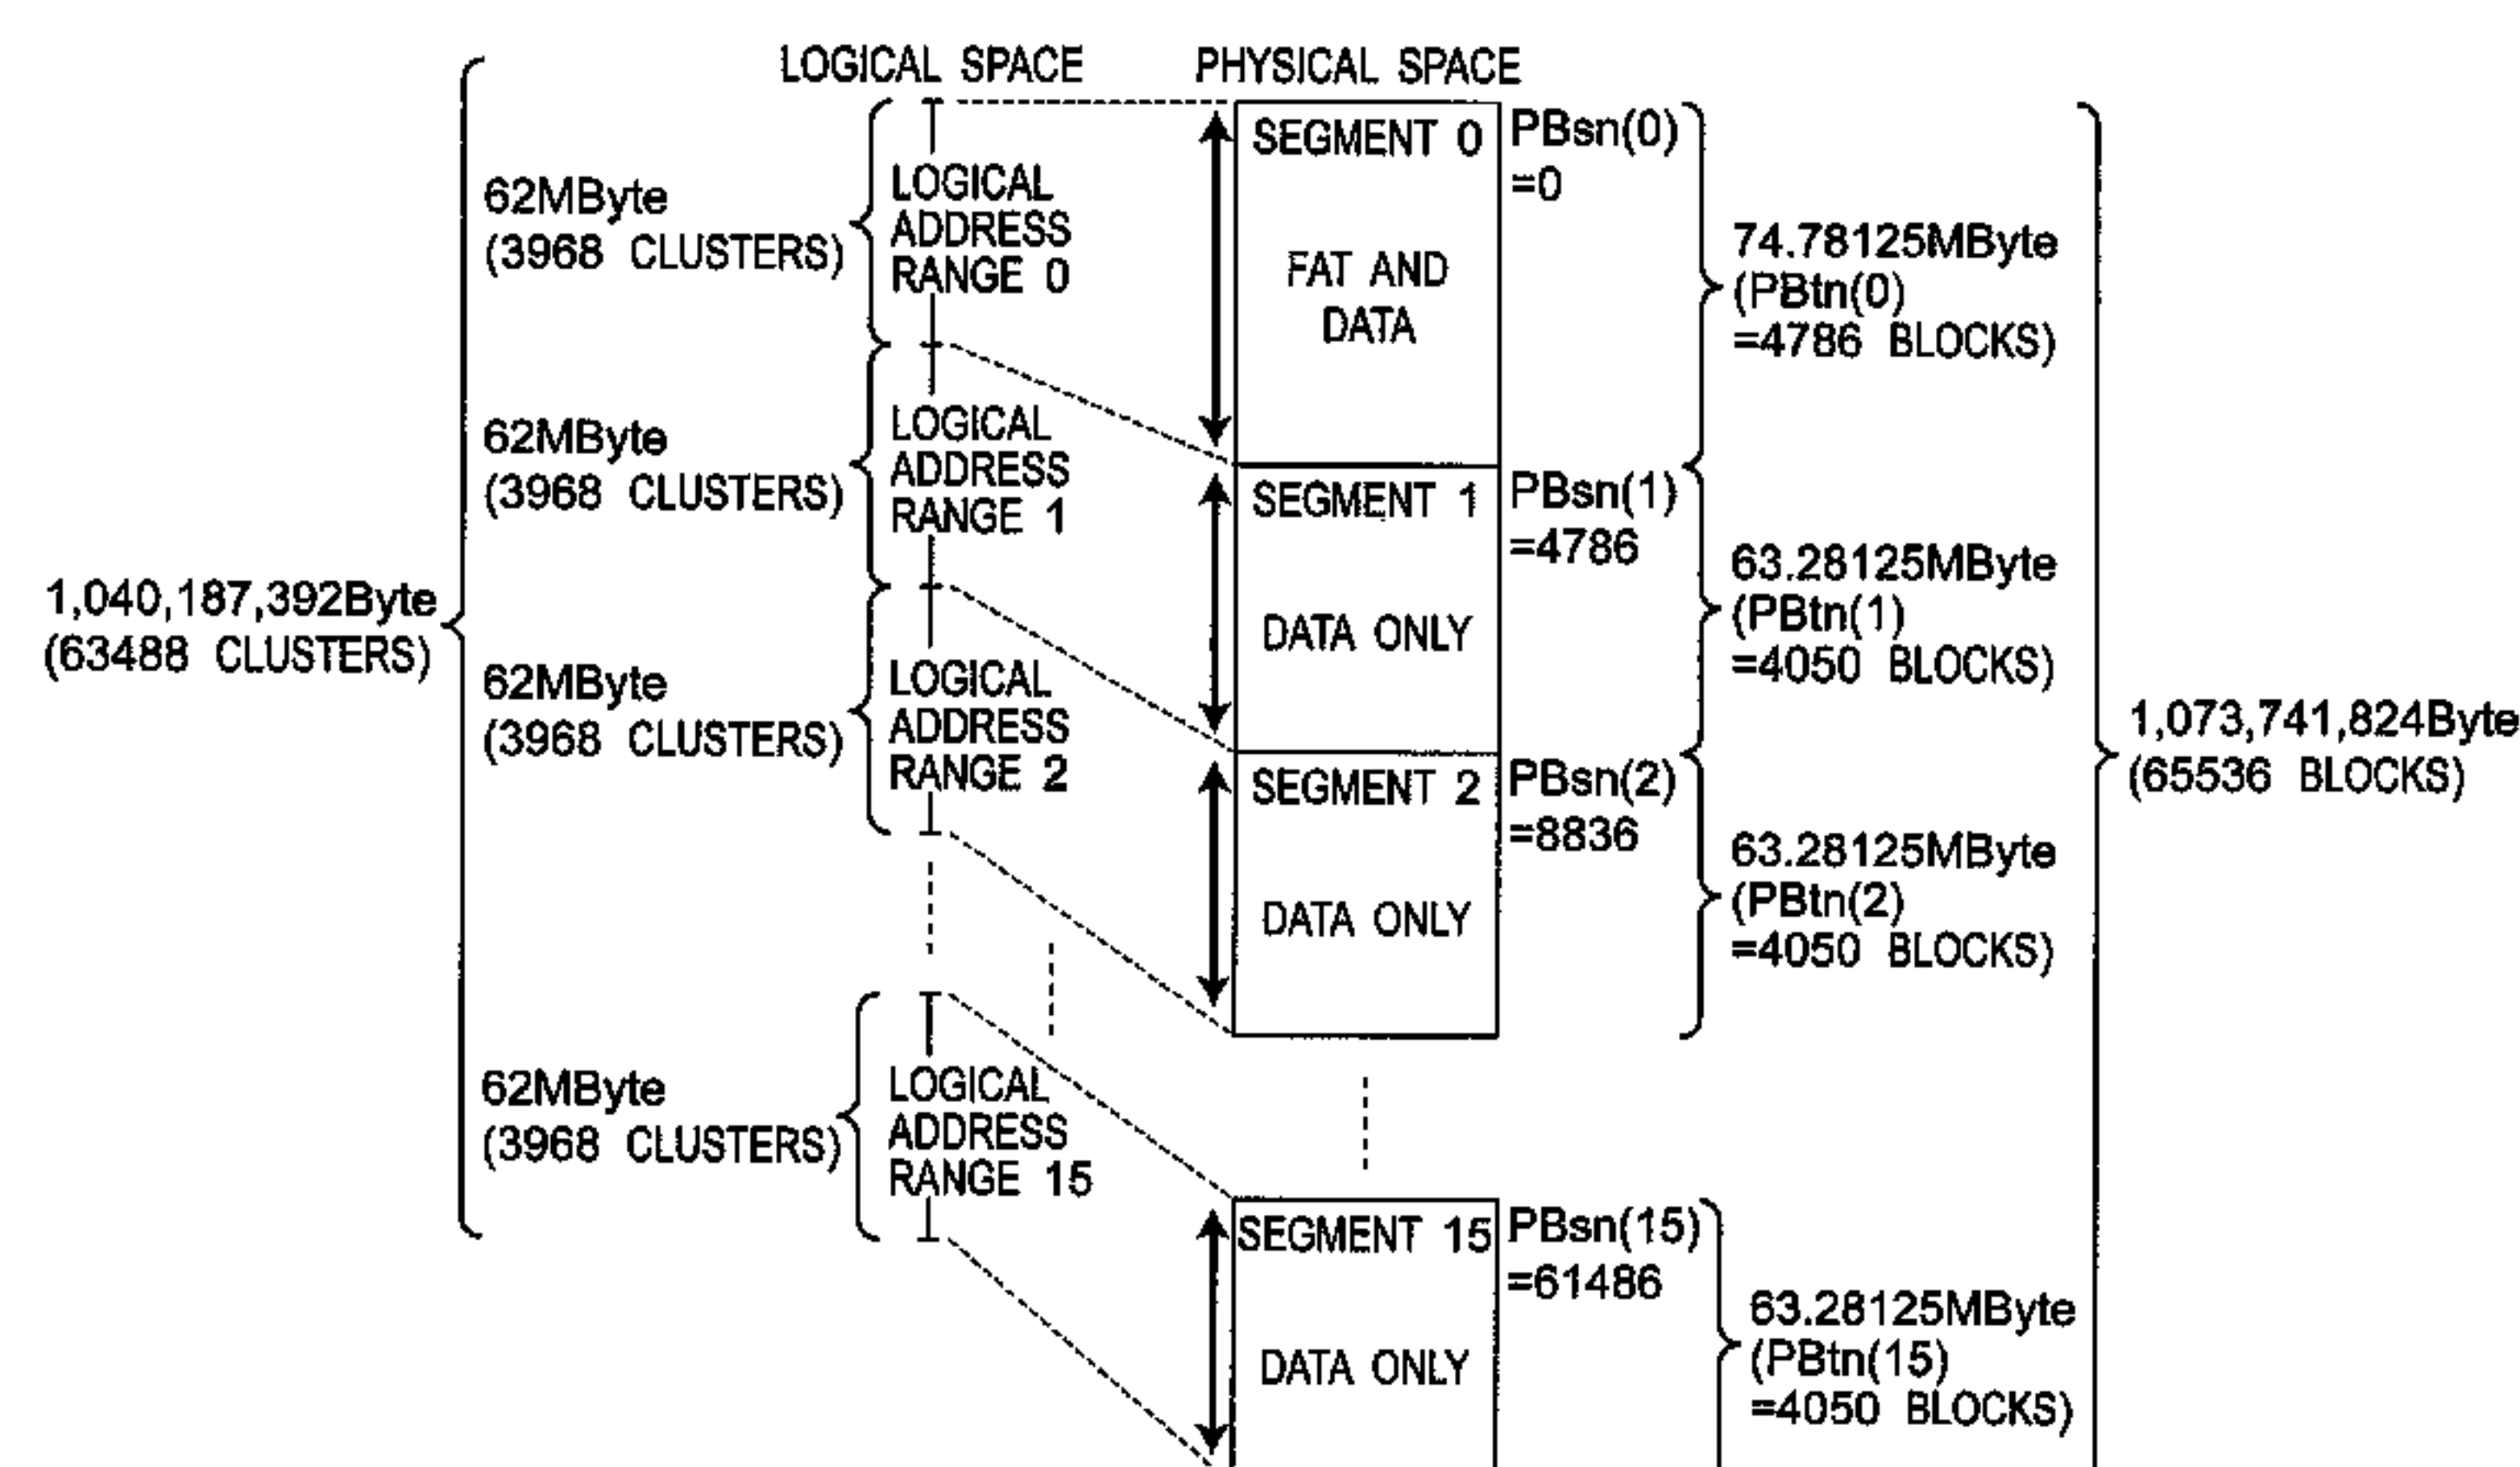 LOGICAL SPACE
PHYSICAL SPACE
1,040,187,392Byte
(63488 CLUSTERS)
62MByte
(3968 CLUSTERS)
LOGICAL
ADDRESS
RANGE 0
62MByte
(3968 CLUSTERS)
LOGICAL
ADDRESS
RANGE 1
62MByte
(3968 CLUSTERS)
LOGICAL
ADDRESS
RANGE 2
62MByte
(3968 CLUSTERS)
LOGICAL
ADDRESS
RANGE 15
SEGMENT 0
FAT AND
DATA
PBsn(0)
=0
74.78125MByte
(PBtn(0)
=4786 BLOCKS)
SEGMENT 1
DATA ONLY
PBsn(1)
=4786
63.28125MByte
(PBtn(1)
=4050 BLOCKS)
SEGMENT 2
DATA ONLY
PBsn(2)
=8836
63.28125MByte
(PBtn(2)
=4050 BLOCKS)
SEGMENT 15
DATA ONLY
PBsn(15)
=61486
63.28125MByte
(PBtn(15)
=4050 BLOCKS)
1,073,741,824Byte
(65536 BLOCKS)